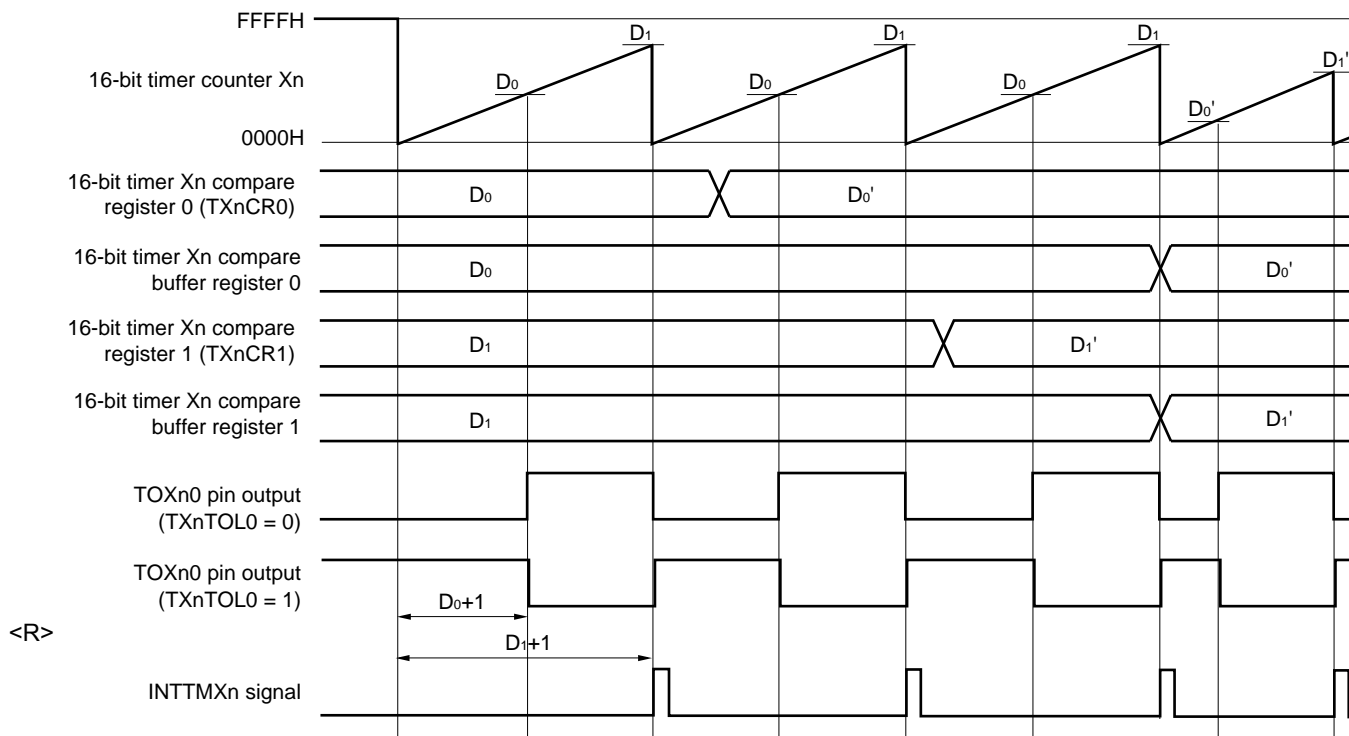 FFFFH
16-bit timer counter Xn
0000H
D₀
D₁
D₀
D₁
D₀
D₁
D₀'
D₁'
16-bit timer Xn compare
register 0 (TXnCR0)
D₀
D₀'
16-bit timer Xn compare
buffer register 0
D₀
D₀'
16-bit timer Xn compare
register 1 (TXnCR1)
D₁
D₁'
16-bit timer Xn compare
buffer register 1
D₁
D₁'
TOXn0 pin output
(TXnTOL0 = 0)
TOXn0 pin output
(TXnTOL0 = 1)
D₀+1
<R>
D₁+1
INTTMXn signal